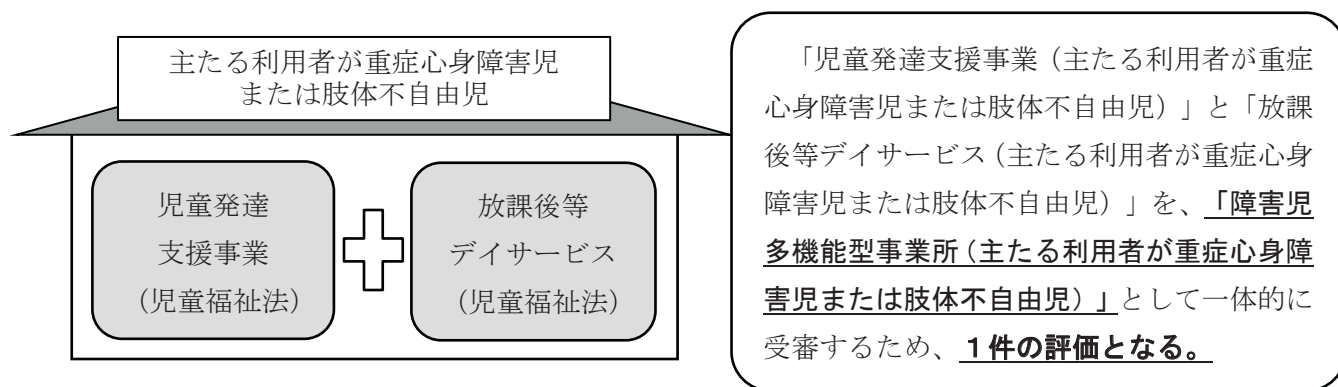 主たる利用者が重症心身障害児
または肢体不自由児
児童発達
支援事業
(児童福祉法)
放課後等
デイサービス
(児童福祉法)
「児童発達支援事業（主たる利用者が重症
心身障害児または肢体不自由児）」と「放課
後等デイサービス（主たる利用者が重症心身
障害児または肢体不自由児）」を、「障害児
多機能型事業所（主たる利用者が重症心身障
害児または肢体不自由児）」として一体的に
受審するため、１件の評価となる。